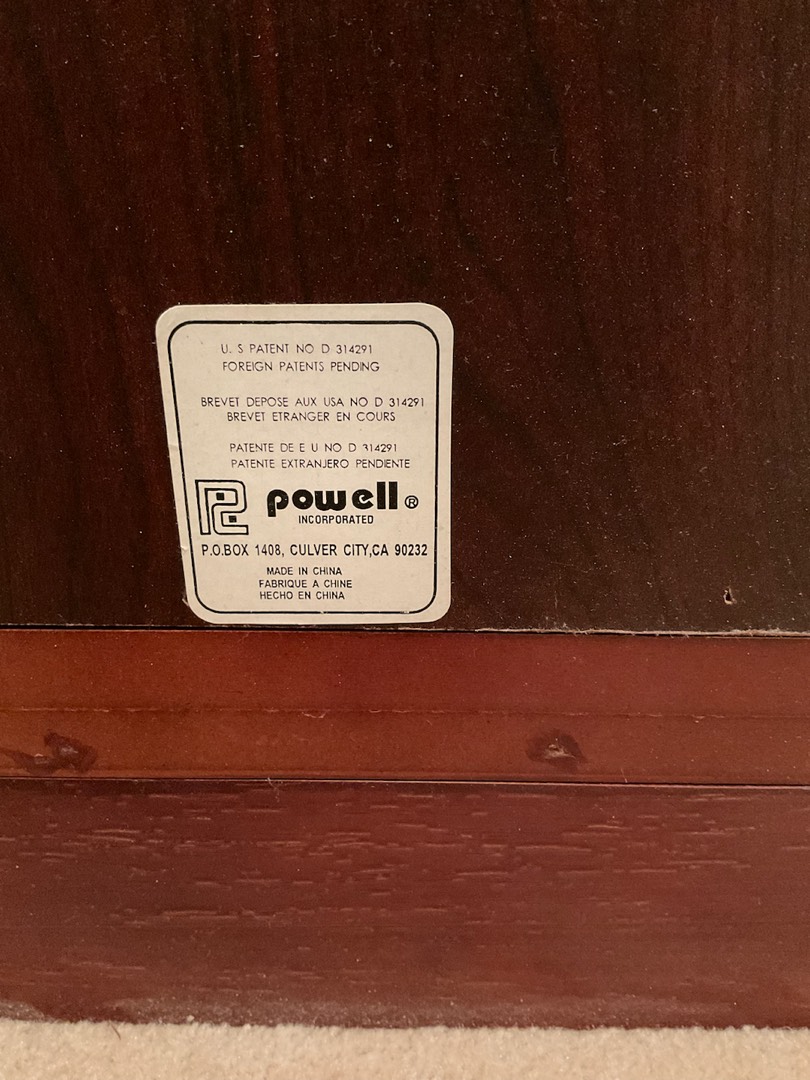 U. S PATENT NO D 314291
FOREIGN PATENTS PENDING
BREVET DEPOSE AUX USA NO D 314291
BREVET ETRANGER EN COURS
PATENTE DE E U NO D 314291
PATENTE EXTRANJERO PENDIENTE
powell ®
INCORPORATED
P.O.BOX 1408, CULVER CITY,CA 90232
MADE IN CHINA
FABRIQUE A CHINE
HECHO EN CHINA